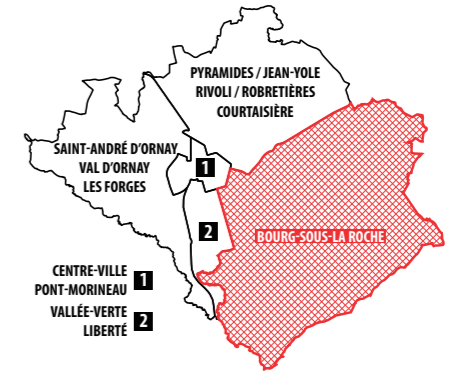 PYRAMIDES / JEAN-YOLE
RIVOLI / ROBRETIÈRES
COURTAISIÈRE
SAINT-ANDRÉ D'ORNAY
VAL D'ORNAY
LES FORGES
1
2
BOURG-SOUS-LA ROCHE
CENTRE-VILLE
PONT-MORINEAU 1
VALLÉE-VERTE
LIBERTÉ 2